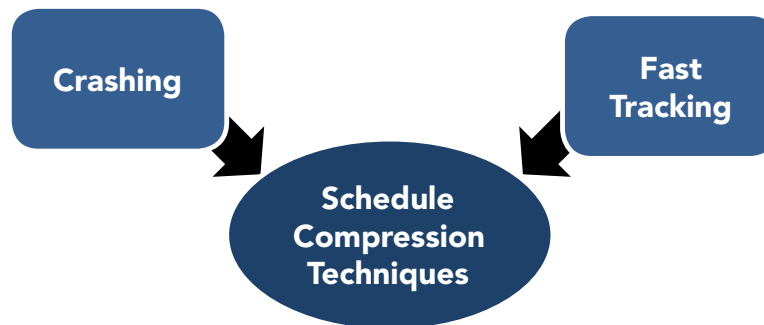 Crashing
Fast
Tracking
Schedule
Compression
Techniques